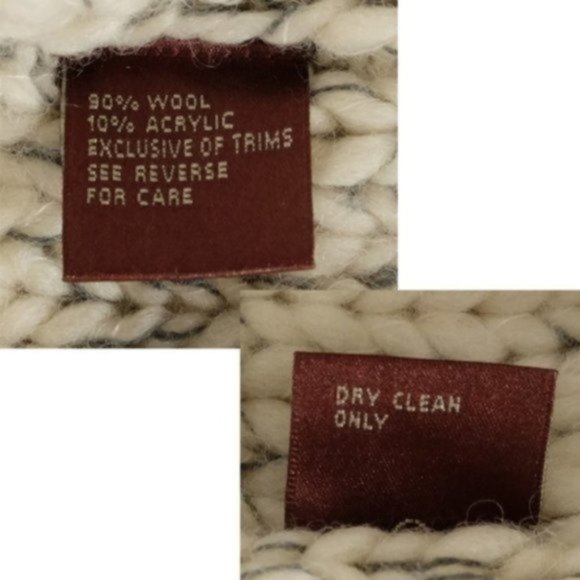 90% WOOL
10% ACRYLIC
EXCLUSIVE OF TRIMS
SEE REVERSE
FOR CARE
DRY CLEAN
ONLY